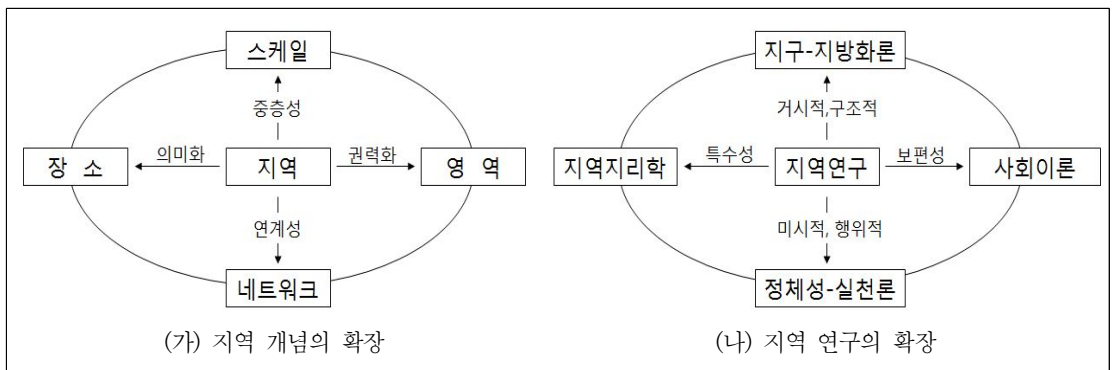 스케일
중층성
장 소
의미화
지역
권력화
영 역
연계성
네트워크
(가) 지역 개념의 확장
지구-지방화론
거시적,구조적
지역지리학
특수성
지역연구
보편성
사회이론
미시적, 행위적
정체성-실천론
(나) 지역 연구의 확장